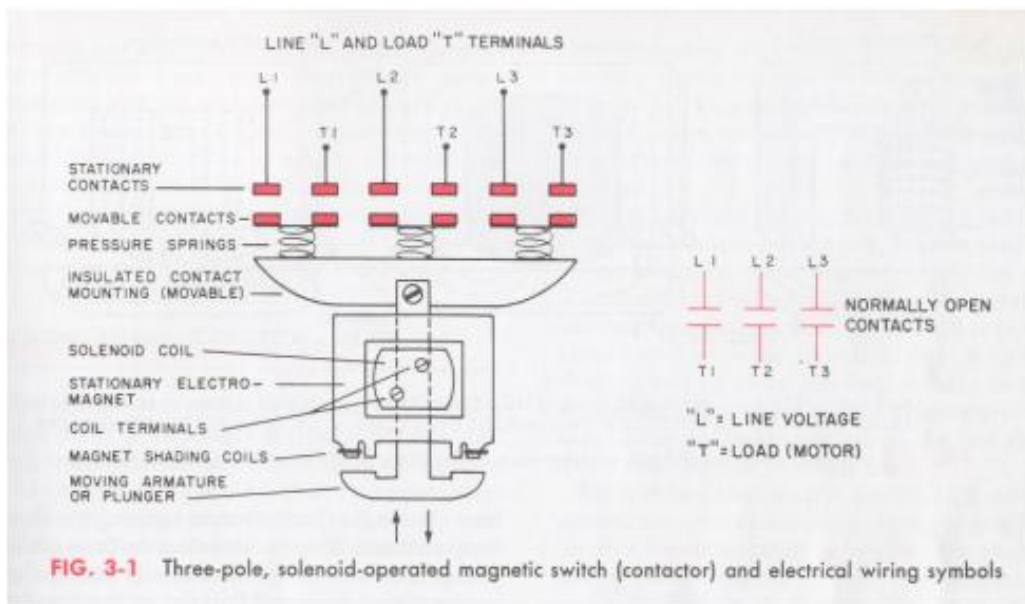 LINE "L" AND LOAD "T" TERMINALS
L1 L2 L3
T1 T2 T3
STATIONARY
CONTACTS
MOVABLE CONTACTS
PRESSURE SPRINGS
INSULATED CONTACT
MOUNTING (MOVABLE)
SOLENOID COIL
STATIONARY ELECTRO-
MAGNET
COIL TERMINALS
MAGNET SHADING COILS
MOVING ARMATURE
OR PLUNGER
L1 L2 L3
NORMALLY OPEN
CONTACTS
T1 T2 T3
"L"= LINE VOLTAGE
"T"=LOAD (MOTOR)
FIG. 3-1 Three-pole, solenoid-operated magnetic switch (contactor) and electrical wiring symbols